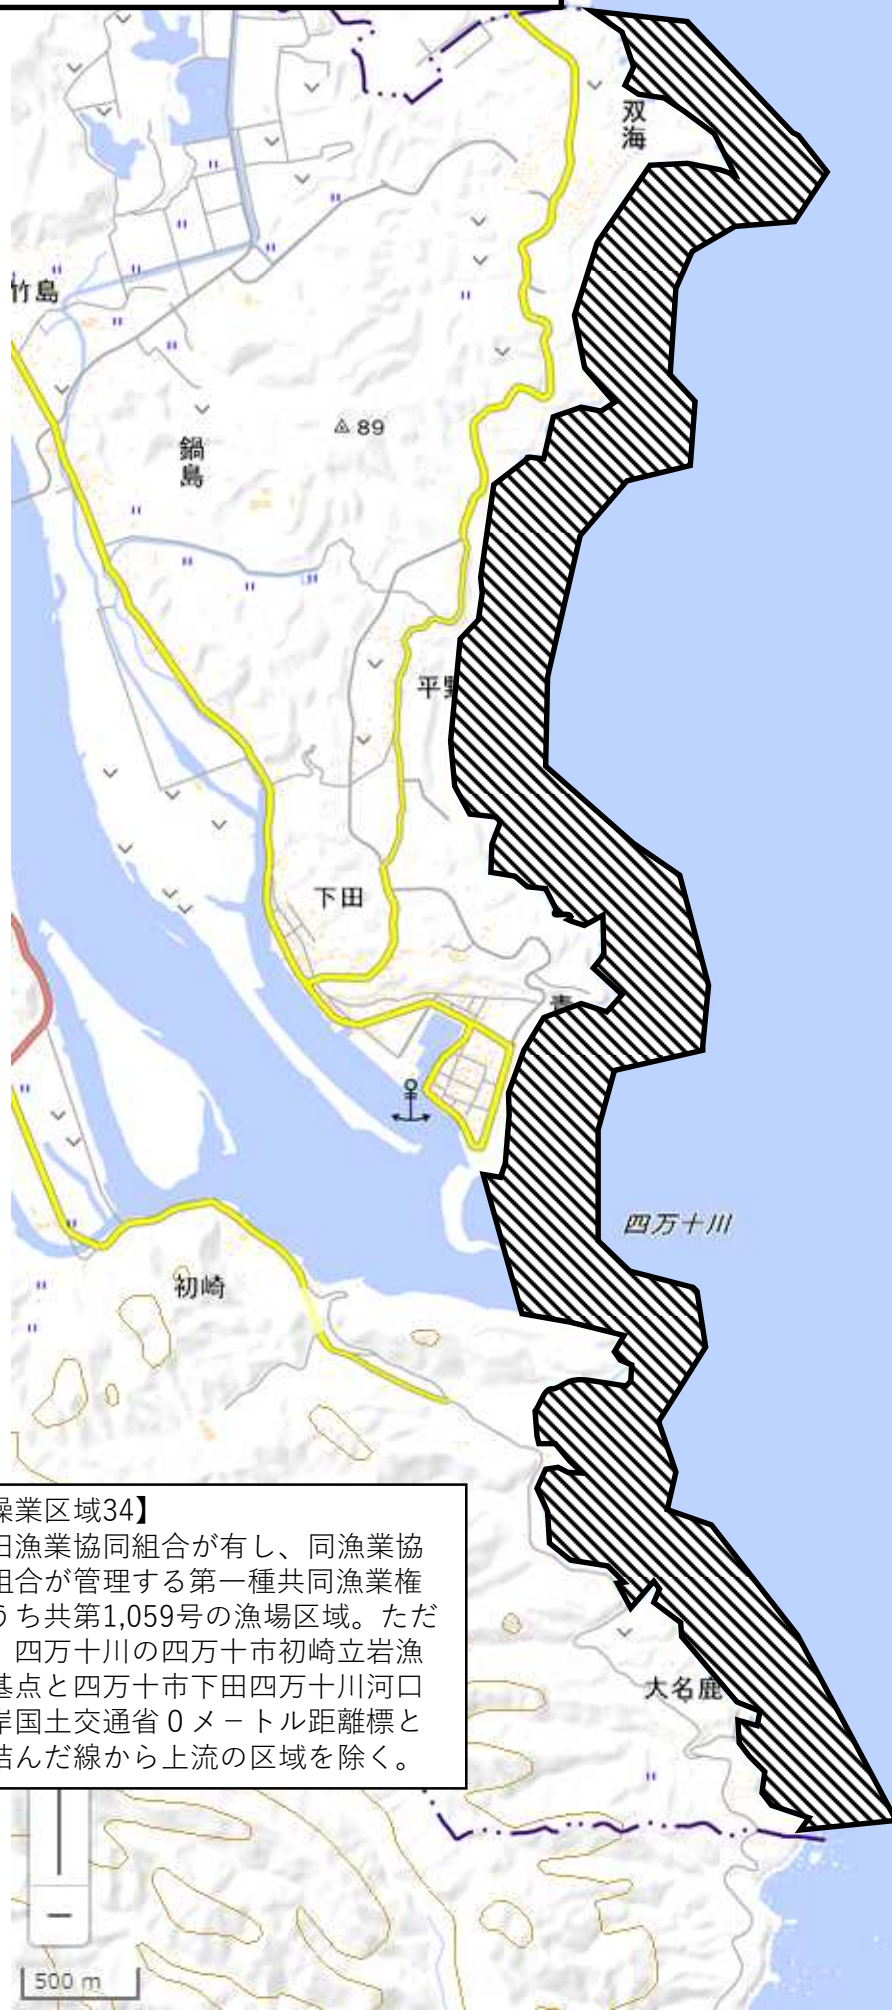 双海
竹島
89
鍋島
平野
下田
青
四万十川
初崎
操業区域34】
田漁業協同組合が有し、同漁業協
組合が管理する第一種共同漁業権
うち共第1,059号の漁場区域。ただ
四万十川の四万十市初崎立岩漁
基点と四万十市下田四万十川河口
岸国土交通省0メートル距離標と
結んだ線から上流の区域を除く。
大名鹿
500 m